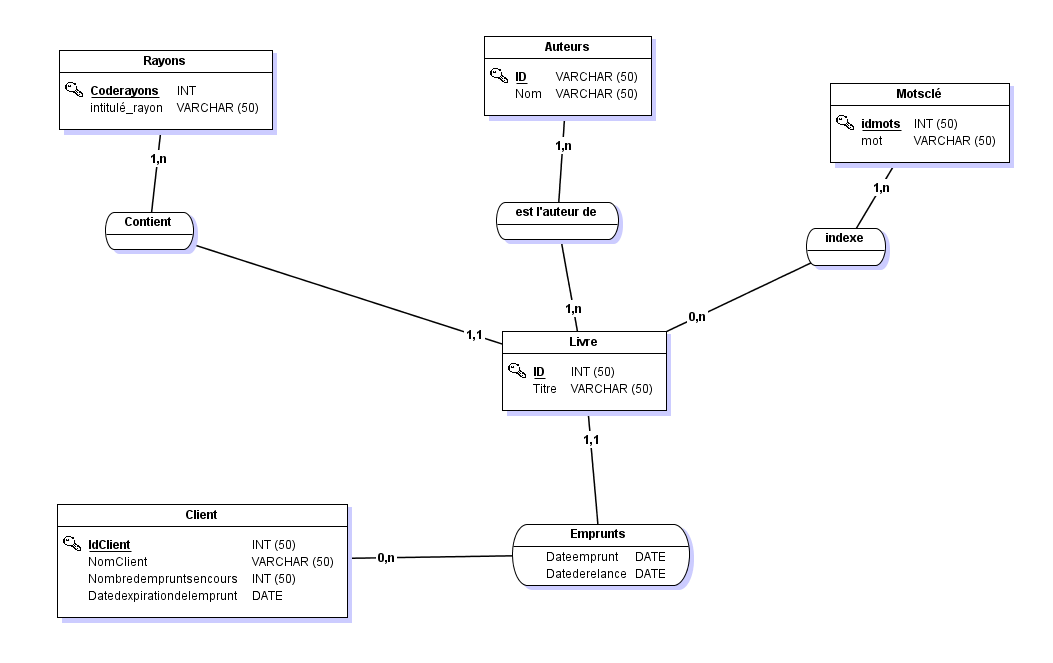 Rayons
Coderayons INT
intitulé_rayon VARCHAR (50)
Auteurs
ID VARCHAR (50)
Nom VARCHAR (50)
Motsclé
idmots INT (50)
mot VARCHAR (50)
1,n
1,n
1,n
Contient
est l'auteur de
indexe
1,1
1,n
0,n
Livre
ID INT (50)
Titre VARCHAR (50)
1,1
Client
IdClient INT (50)
NomClient VARCHAR (50)
Nombredempruntsencours INT (50)
Datedexpirationdelemprunt DATE
0,n
Emprunts
Dateemprunt DATE
Datederelance DATE